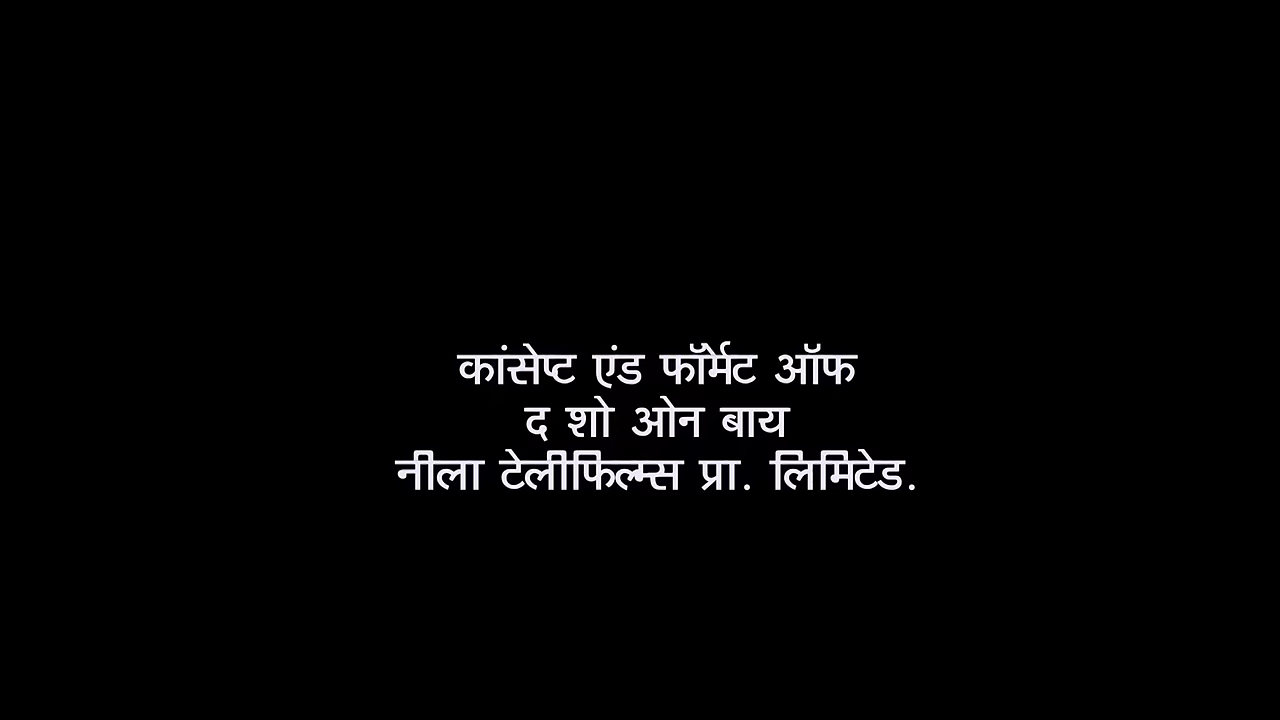 कांसेप्ट एंड फॉर्मेट ऑफ
द शो ओन बाय
नीला टेलीफिल्म्स प्रा. लिमिटेड.